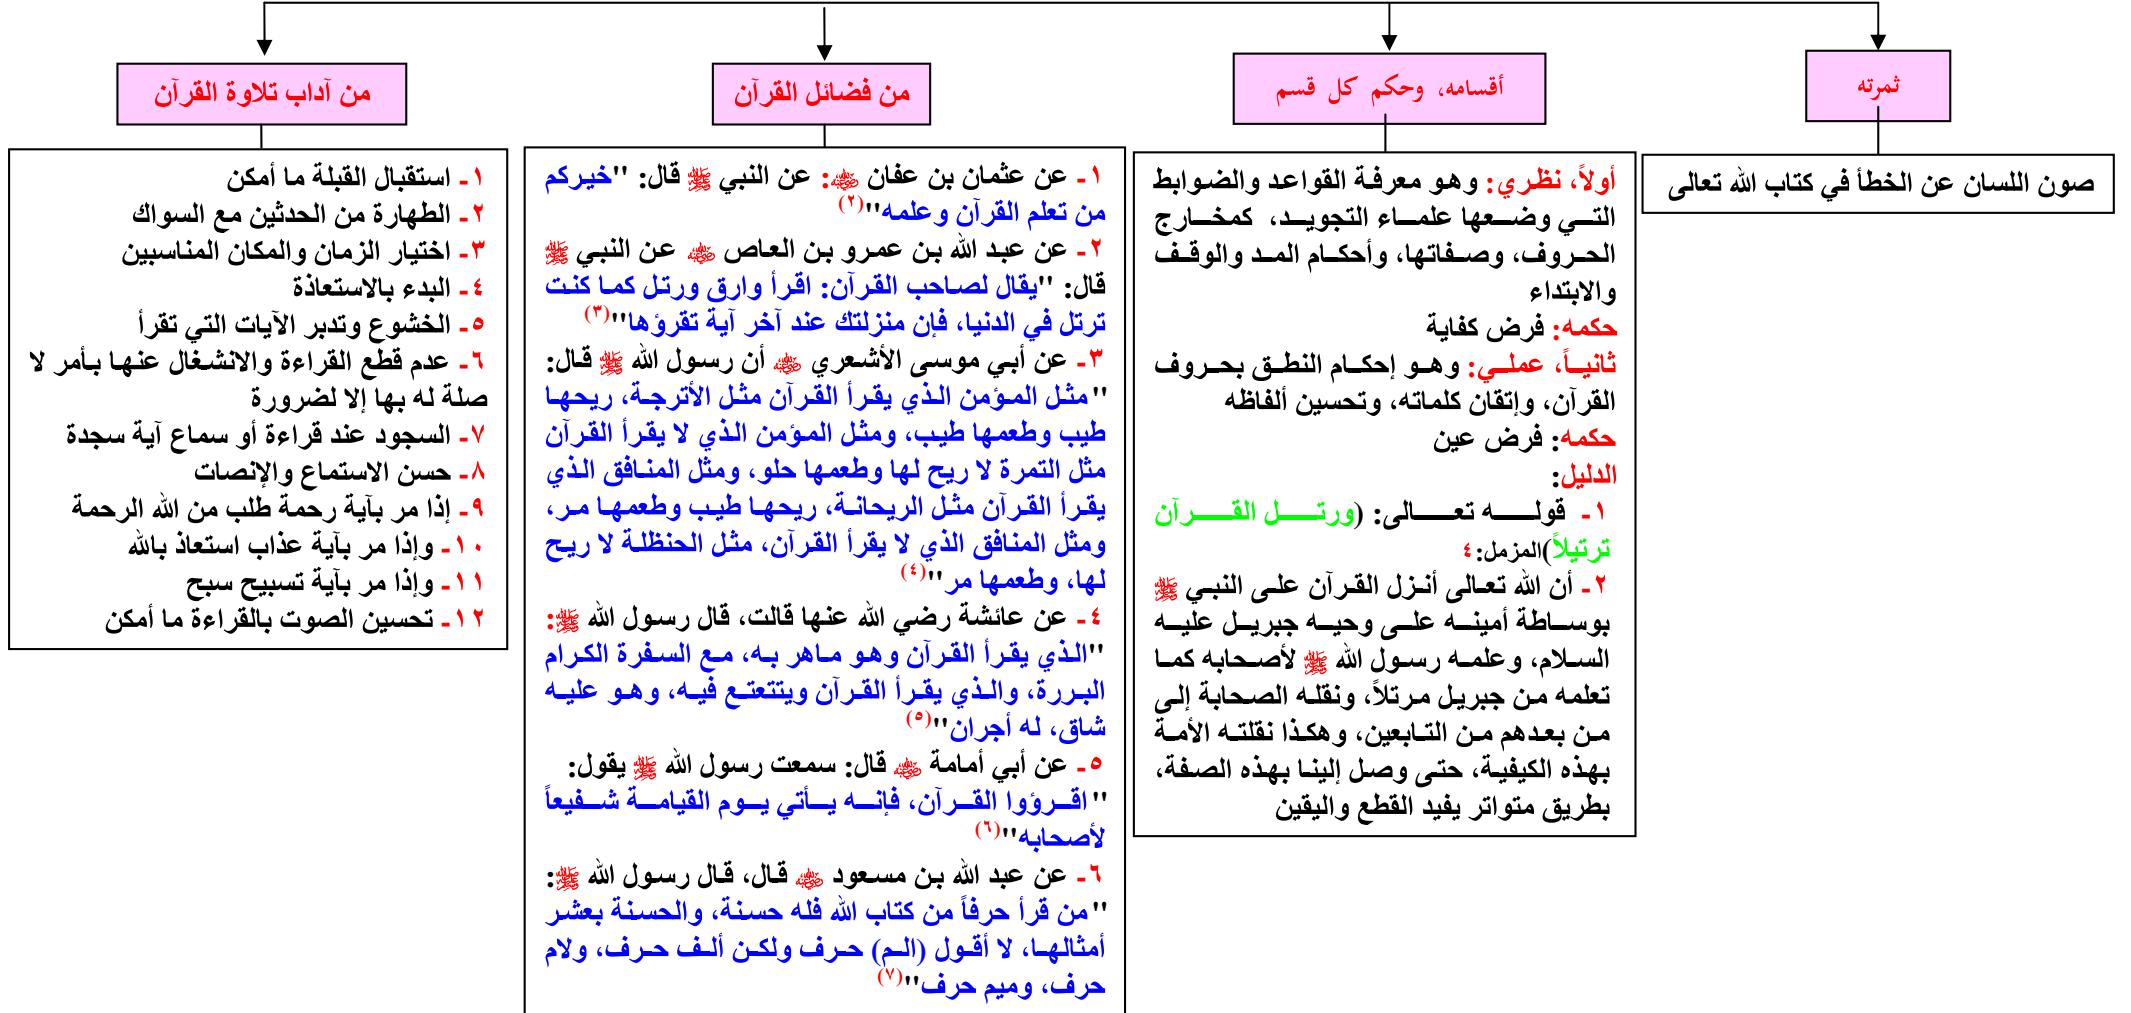 ثمرته
صون اللسان عن الخطأ في كتاب الله تعالى
أقسامه، وحكم كل قسم
أولاً، نظري: وهو معرفة القواعد والضوابط
التي وضعها علماء التجويد، كمخارج
الحروف، وصفاتها، وأحكام المد والوقف
والابتداء
حكمه: فرض كفاية
ثانياً، عملي: وهو إحكام النطق بحروف
القرآن، وإتقان كلماته، وتحسين ألفاظه
حكمه: فرض عين
الدليل:
١- قوله تعالى: (ورتل القرآن
ترتيلاً)المزمل:٤
٢- أن الله تعالى أنزل القرآن على النبي ﷺ
بوساطة أمينه على وحيه جبريل عليه
السلام، وعلمه رسول الله ﷺ لأصحابه كما
تعلمه من جبريل مرتلاً، ونقله الصحابة إلى
من بعدهم من التابعين، وهكذا نقلته الأمة
بهذه الكيفية، حتى وصل إلينا بهذه الصفة،
بطريق متواتر يفيد القطع واليقين
من فضائل القرآن
١- عن عثمان بن عفان ﵁: عن النبي ﷺ قال: "خيركم
من تعلم القرآن وعلمه"(٢)
٢- عن عبد الله بن عمرو بن العاص ﵁ عن النبي ﷺ
قال: "يقال لصاحب القرآن: اقرأ وارق ورتل كما كنت
ترتل في الدنيا، فإن منزلتك عند آخر آية تقرؤها"(٣)
٣- عن أبي موسى الأشعري ﵁ أن رسول الله ﷺ قال:
"مثل المؤمن الذي يقرأ القرآن مثل الأترجة، ريحها
طيب وطعمها طيب، ومثل المؤمن الذي لا يقرأ القرآن
مثل التمرة لا ريح لها وطعمها حلو، ومثل المنافق الذي
يقرأ القرآن مثل الريحانة، ريحها طيب وطعمها مر،
ومثل المنافق الذي لا يقرأ القرآن، مثل الحنظلة لا ريح
لها، وطعمها مر"(٤)
٤- عن عائشة رضي الله عنها قالت، قال رسول الله ﷺ:
"الذي يقرأ القرآن وهو ماهر به، مع السفرة الكرام
البررة، والذي يقرأ القرآن ويتتعتع فيه، وهو عليه
شاق، له أجران"(٥)
٥- عن أبي أمامة ﵁ قال: سمعت رسول الله ﷺ يقول:
"اقرؤوا القرآن، فإنه يأتي يوم القيامة شفيعاً
لأصحابه"(٦)
٦- عن عبد الله بن مسعود ﵁ قال، قال رسول الله ﷺ:
"من قرأ حرفاً من كتاب الله فله حسنة، والحسنة بعشر
أمثالها، لا أقول (الم) حرف ولكن ألف حرف، ولام
حرف، وميم حرف"(٧)
من آداب تلاوة القرآن
١- استقبال القبلة ما أمكن
٢- الطهارة من الحدثين مع السواك
٣- اختيار الزمان والمكان المناسبين
٤- البدء بالاستعاذة
٥- الخشوع وتدبر الآيات التي تقرأ
٦- عدم قطع القراءة والانشغال عنها بأمر لا
صلة له بها إلا لضرورة
٧- السجود عند قراءة أو سماع آية سجدة
٨- حسن الاستماع والإنصات
٩- إذا مر بآية رحمة طلب من الله الرحمة
١٠- وإذا مر بآية عذاب استعاذ بالله
١١- وإذا مر بآية تسبيح سبح
١٢- تحسين الصوت بالقراءة ما أمكن